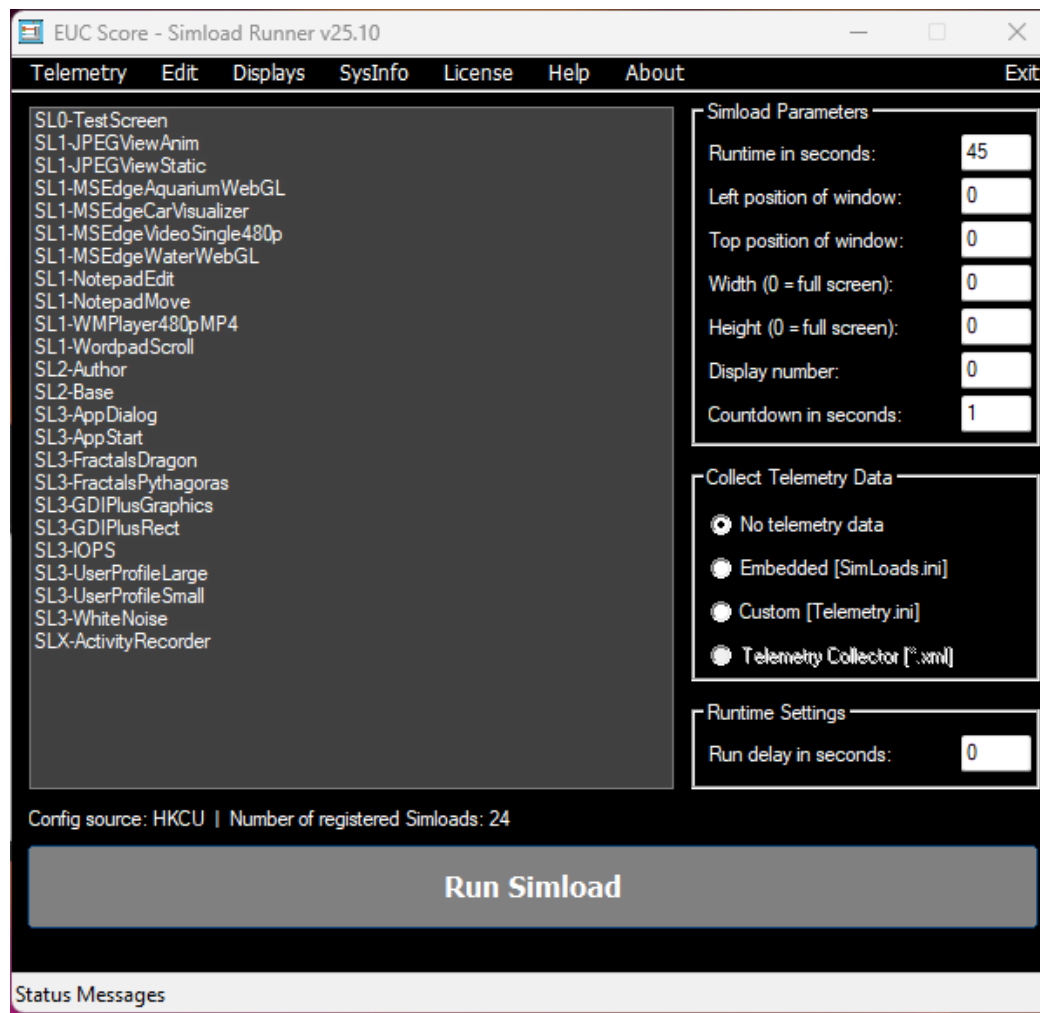 EUC Score - Simload Runner v25.10
Telemetry Edit Displays SysInfo License Help About Exit
SL0-TestScreen
SL1-JPEGViewAnim
SL1-JPEGViewStatic
SL1-MSEdgeAquariumWebGL
SL1-MSEdgeCarVisualizer
SL1-MSEdgeVideoSingle480p
SL1-MSEdgeWaterWebGL
SL1-NotepadEdit
SL1-NotepadMove
SL1-WMPlayer480pMP4
SL1-WordpadScroll
SL2-Author
SL2-Base
SL3-AppDialog
SL3-AppStart
SL3-FractalsDragon
SL3-FractalsPythagoras
SL3-GDIPlusGraphics
SL3-GDIPlusRect
SL3-IOPS
SL3-UserProfileLarge
SL3-UserProfileSmall
SL3-WhiteNoise
SLX-ActivityRecorder
Simload Parameters
Runtime in seconds: 45
Left position of window: 0
Top position of window: 0
Width (0 = full screen): 0
Height (0 = full screen): 0
Display number: 0
Countdown in seconds: 1
Collect Telemetry Data
No telemetry data
Embedded [SimLoads.ini]
Custom [Telemetry.ini]
Telemetry Collector [*.xml]
Runtime Settings
Run delay in seconds: 0
Config source: HKCU | Number of registered Simloads: 24
Run Simload
Status Messages